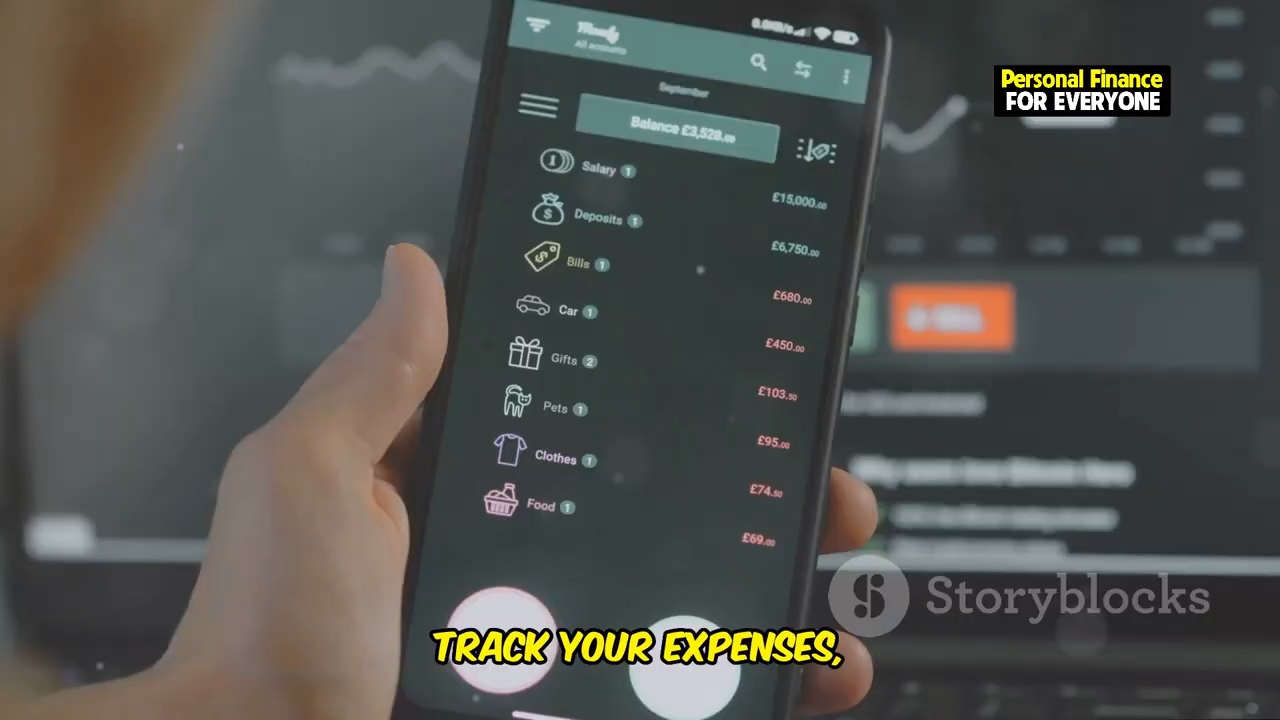 Personal Finance
FOR EVERYONE
All accounts
September
Balance £3,528.00
Salary 1
£15,000.00
Deposits 1
£6,750.00
Bills 1
£680.00
Car 1
£450.00
Gifts 2
£103.50
Pets 1
£95.00
Clothes 1
£74.50
Food 1
£69.00
Storyblocks
TRACK YOUR EXPENSES,